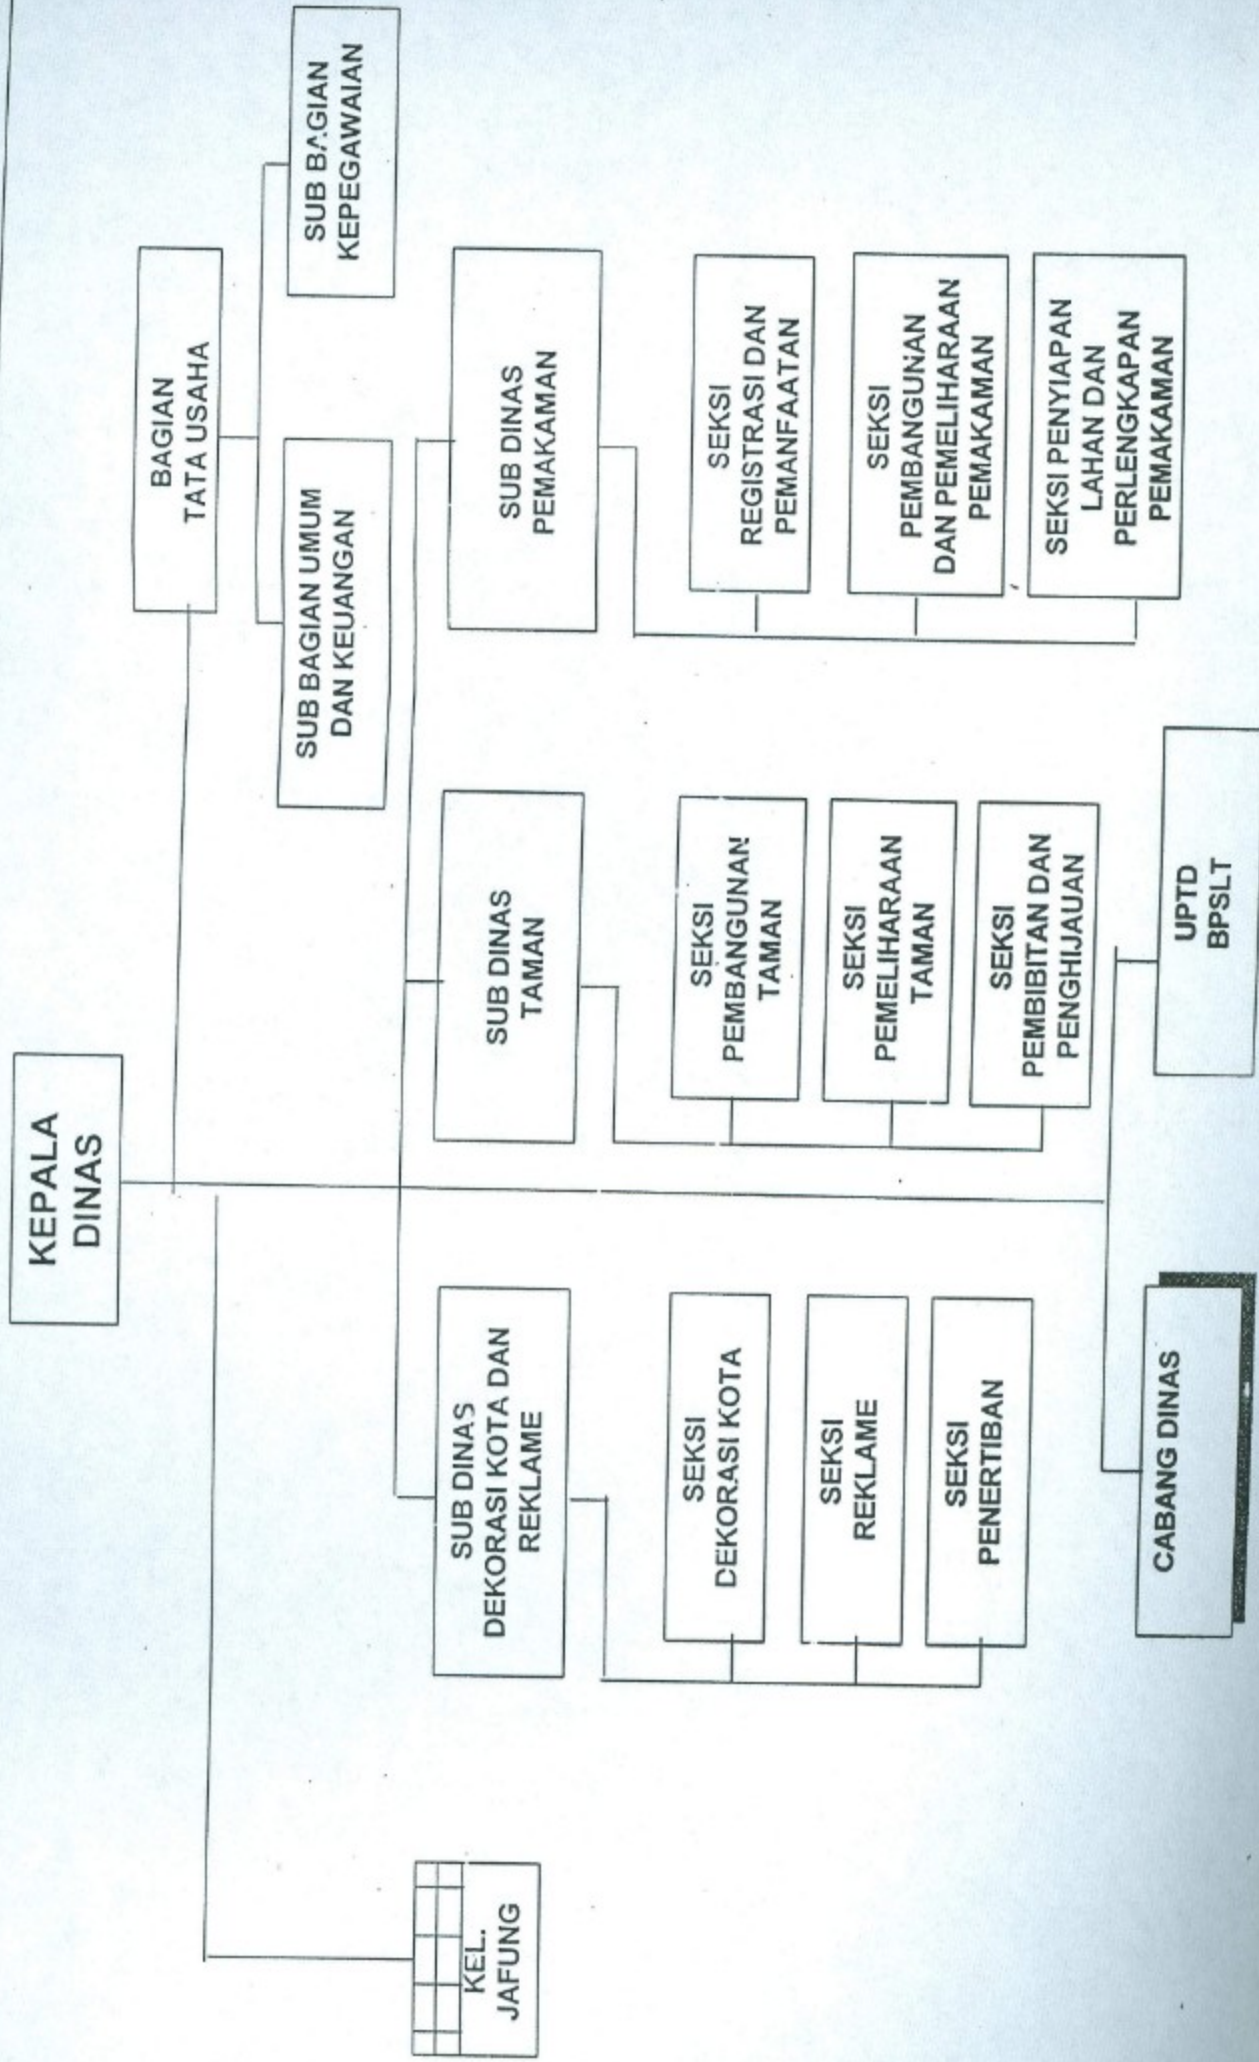 KEPALA
DINAS
BAGIAN
TATA USAHA
SUB BAGIAN UMUM
DAN KEUANGAN
SUB BAGIAN
KEPEGAWAIAN
KEL.
JAFUNG
SUB DINAS
DEKORASI KOTA DAN
REKLAME
SUB DINAS
TAMAN
SUB DINAS
PEMAKAMAN
SEKSI
DEKORASI KOTA
SEKSI
REKLAME
SEKSI
PENERTIBAN
SEKSI
PEMBANGUNAN
TAMAN
SEKSI
PEMELIHARAAN
TAMAN
SEKSI
PEMBIBITAN DAN
PENGHIJAUAN
SEKSI
REGISTRASI DAN
PEMANFAATAN
SEKSI
PEMBANGUNAN
DAN PEMELIHARAAN
PEMAKAMAN
SEKSI PENYIAPAN
LAHAN DAN
PERLENGKAPAN
PEMAKAMAN
CABANG DINAS
UPTD
BPSLT